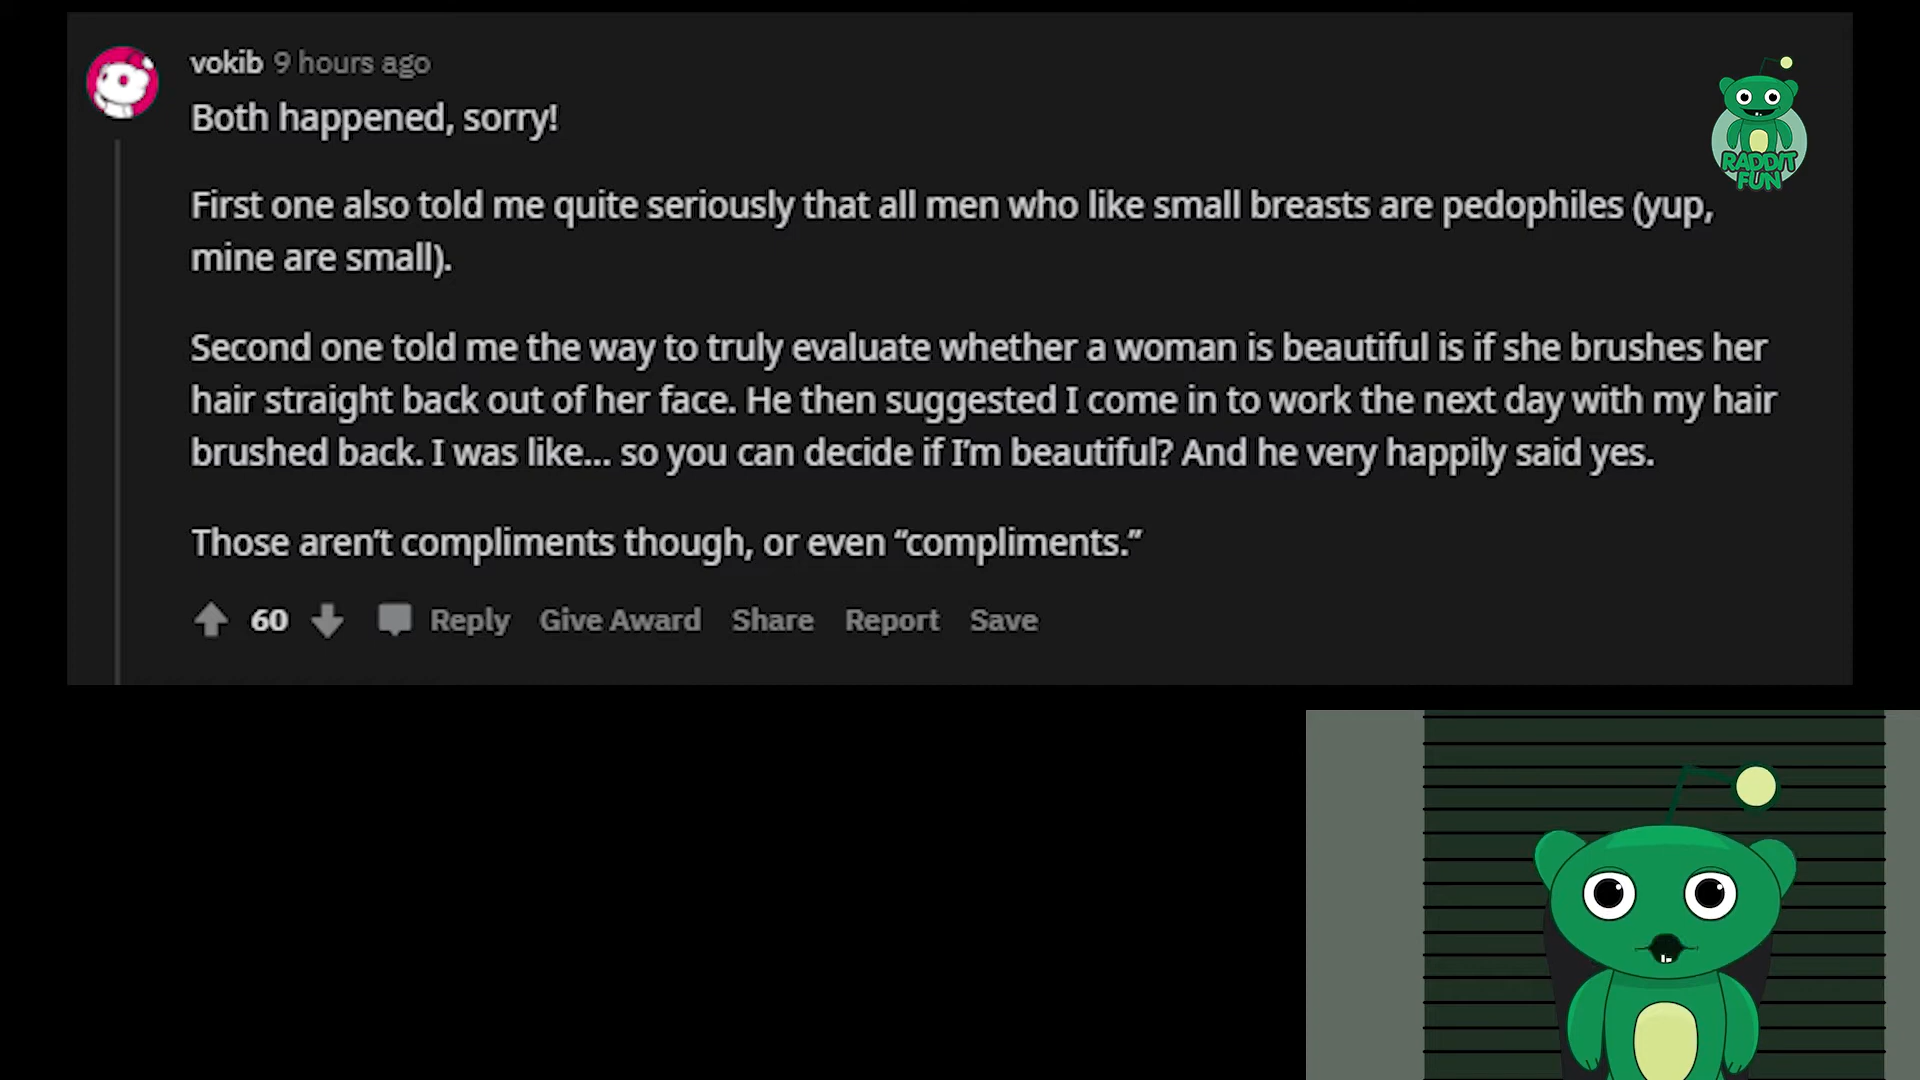 vokib 9 hours ago
Both happened, sorry!
RADDIT
FUN
First one also told me quite seriously that all men who like small breasts are pedophiles (yup,
mine are small).
Second one told me the way to truly evaluate whether a woman is beautiful is if she brushes her
hair straight back out of her face. He then suggested I come in to work the next day with my hair
brushed back. I was like... so you can decide if I’m beautiful? And he very happily said yes.
Those aren’t compliments though, or even “compliments.”
60 Reply Give Award Share Report Save